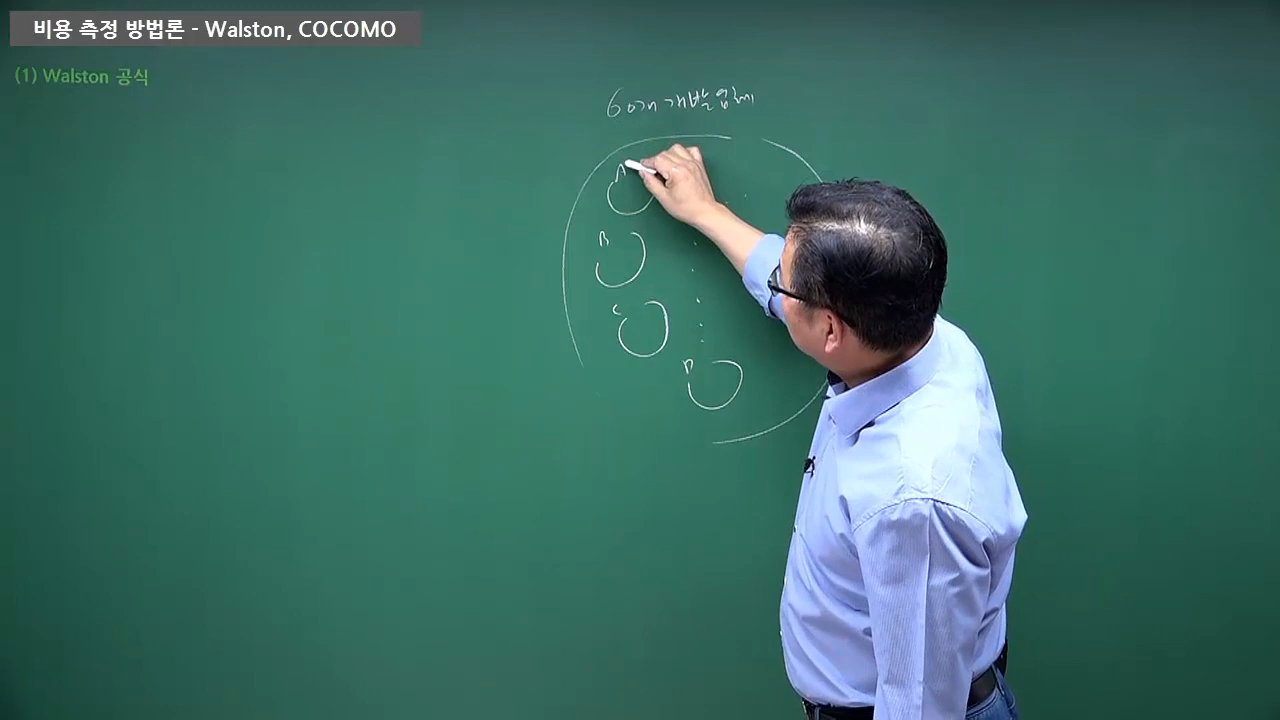 비용 측정 방법론 - Walston, COCOMO
(1) Walston 공식
60개 개발업체
A
B
C
D